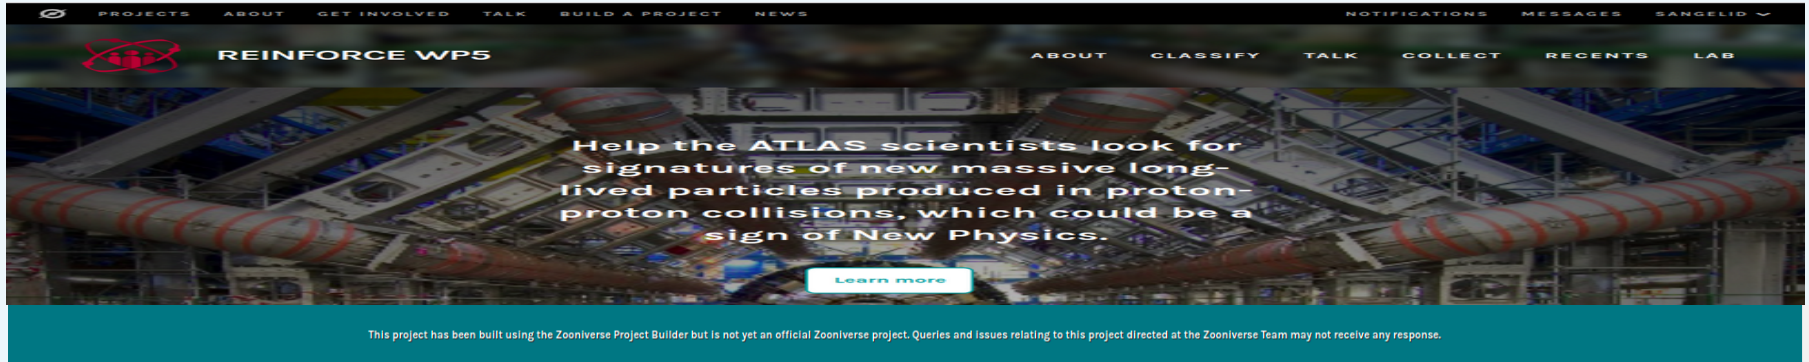 PROJECTS ABOUT GET INVOLVED TALK BUILD A PROJECT NEWS NOTIFICATIONS MESSAGES SANGELID
REINFORCE WP5 ABOUT CLASSIFY TALK COLLECT RECENTS LAB
Help the ATLAS scientists look for
signatures of new massive long-
lived particles produced in proton-
proton collisions, which could be a
sign of New Physics.
Learn more
This project has been built using the Zooniverse Project Builder but is not yet an official Zooniverse project. Queries and issues relating to this project directed at the Zooniverse Team may not receive any response.